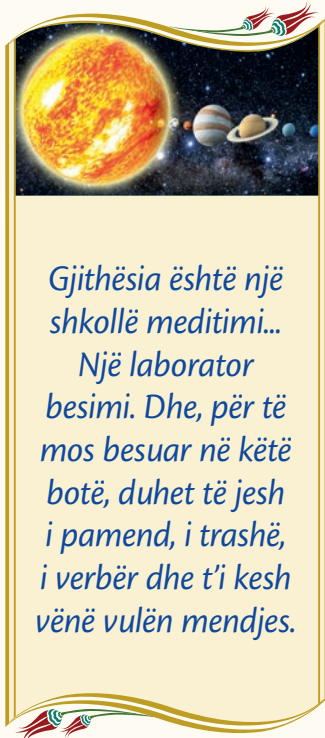 Gjithësia është një
shkollë meditimi...
Një laborator
besimi. Dhe, për të
mos besuar në këtë
botë, duhet të jesh
i pamend, i trashë,
i verbër dhe t’i kesh
vënë vulën mendjes.